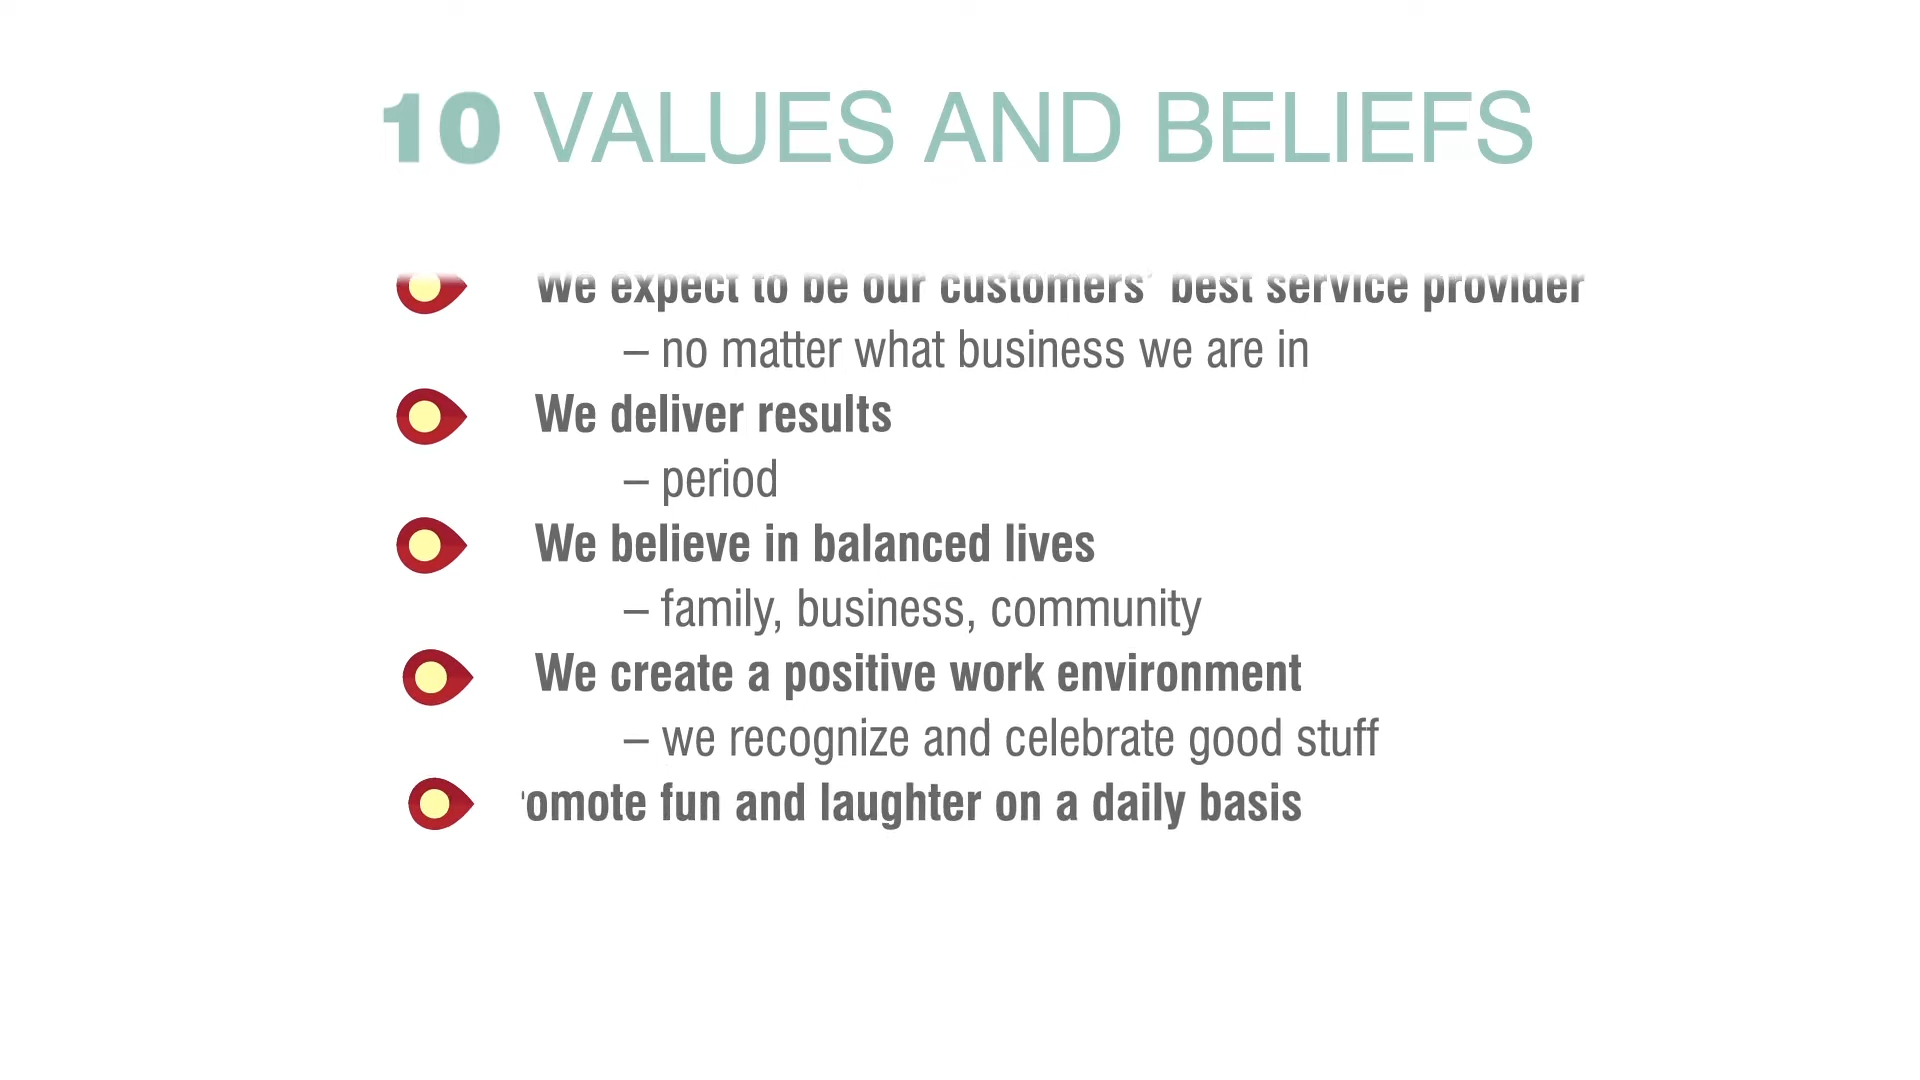 10 VALUES AND BELIEFS
We expect to be our customers' best service provider
– no matter what business we are in
We deliver results
– period
We believe in balanced lives
– family, business, community
We create a positive work environment
– we recognize and celebrate good stuff
omote fun and laughter on a daily basis